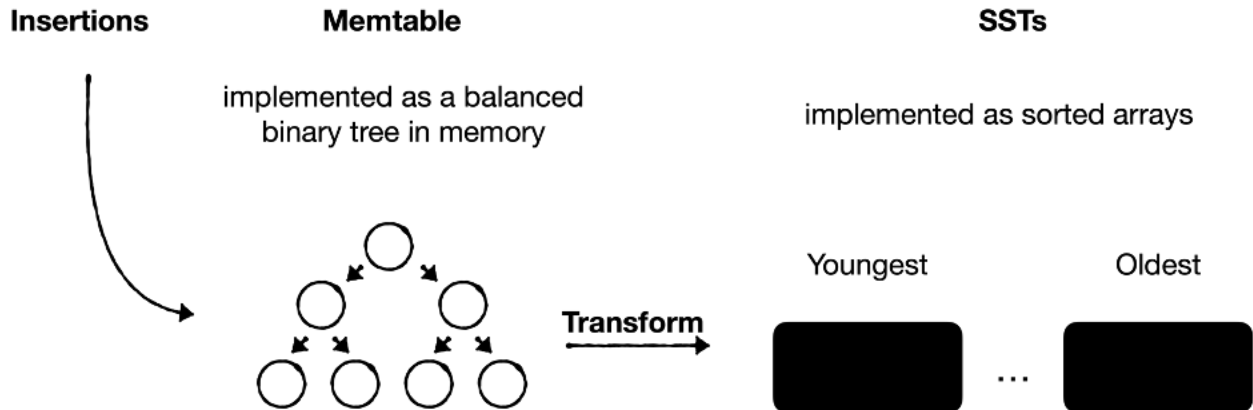 Insertions
Memtable
SSTs
implemented as a balanced
binary tree in memory
implemented as sorted arrays
Youngest
Oldest
Transform
...